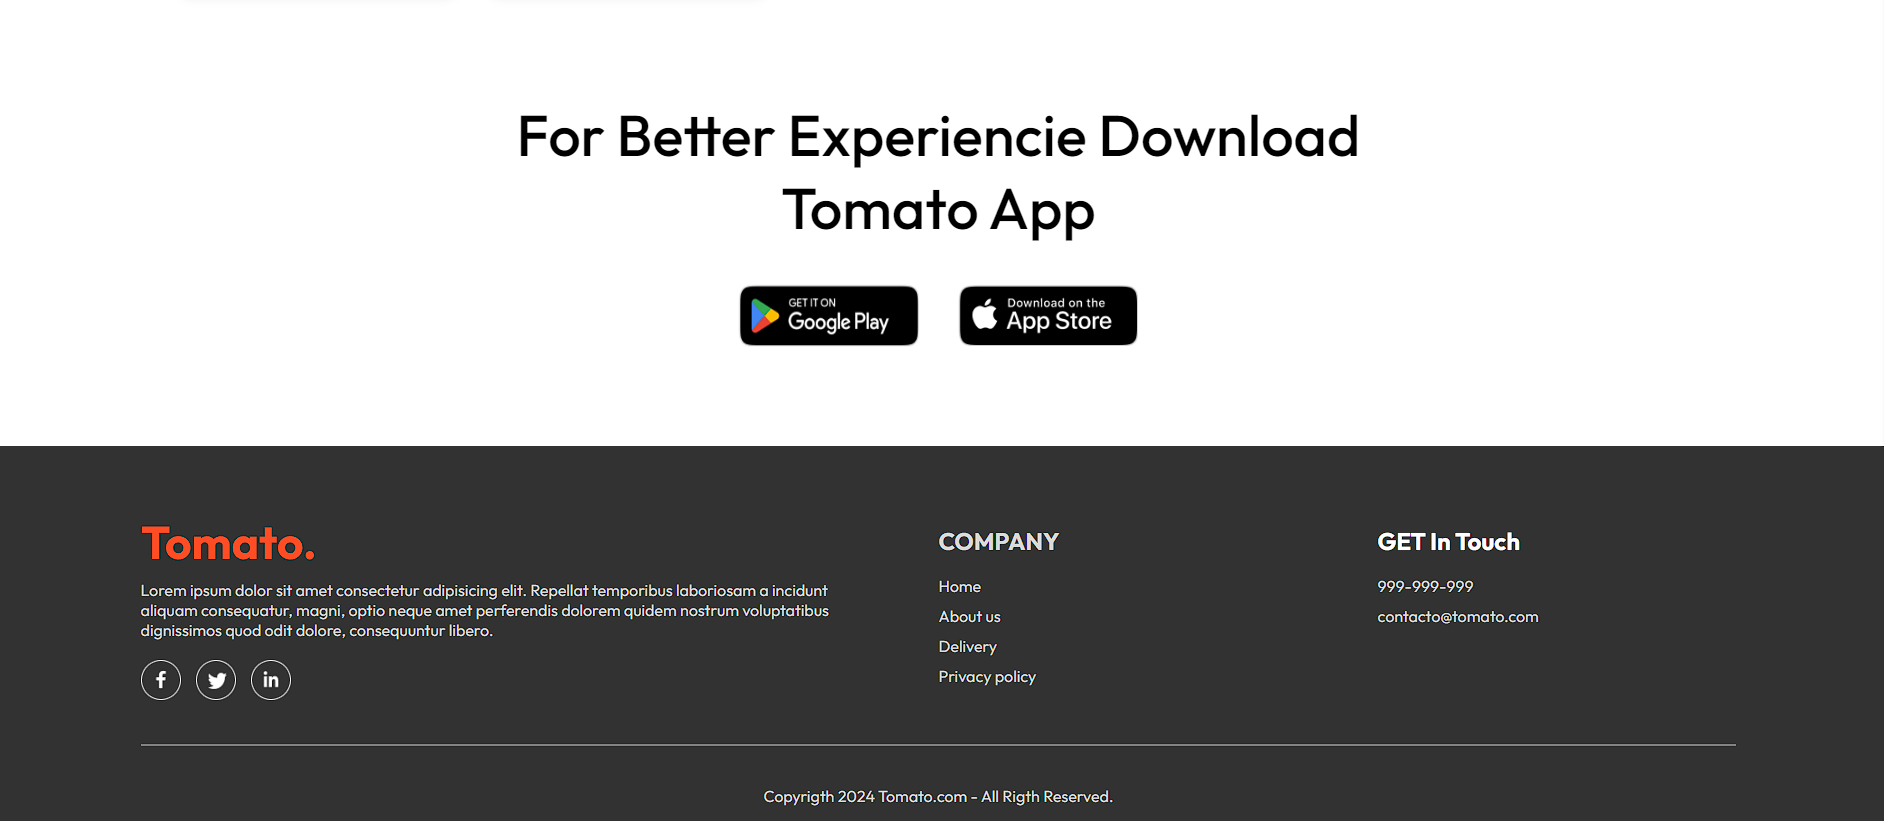 For Better Experiencie Download
Tomato App
GET IT ON
Google Play
Download on the
App Store
Tomato.
Lorem ipsum dolor sit amet consectetur adipisicing elit. Repellat temporibus laboriosam a incidunt
aliquam consequatur, magni, optio neque amet perferendis dolorem quidem nostrum voluptatibus
dignissimos quod odit dolore, consequuntur libero.
COMPANY
Home
About us
Delivery
Privacy policy
GET In Touch
999-999-999
contacto@tomato.com
Copyrigth 2024 Tomato.com - All Rigth Reserved.